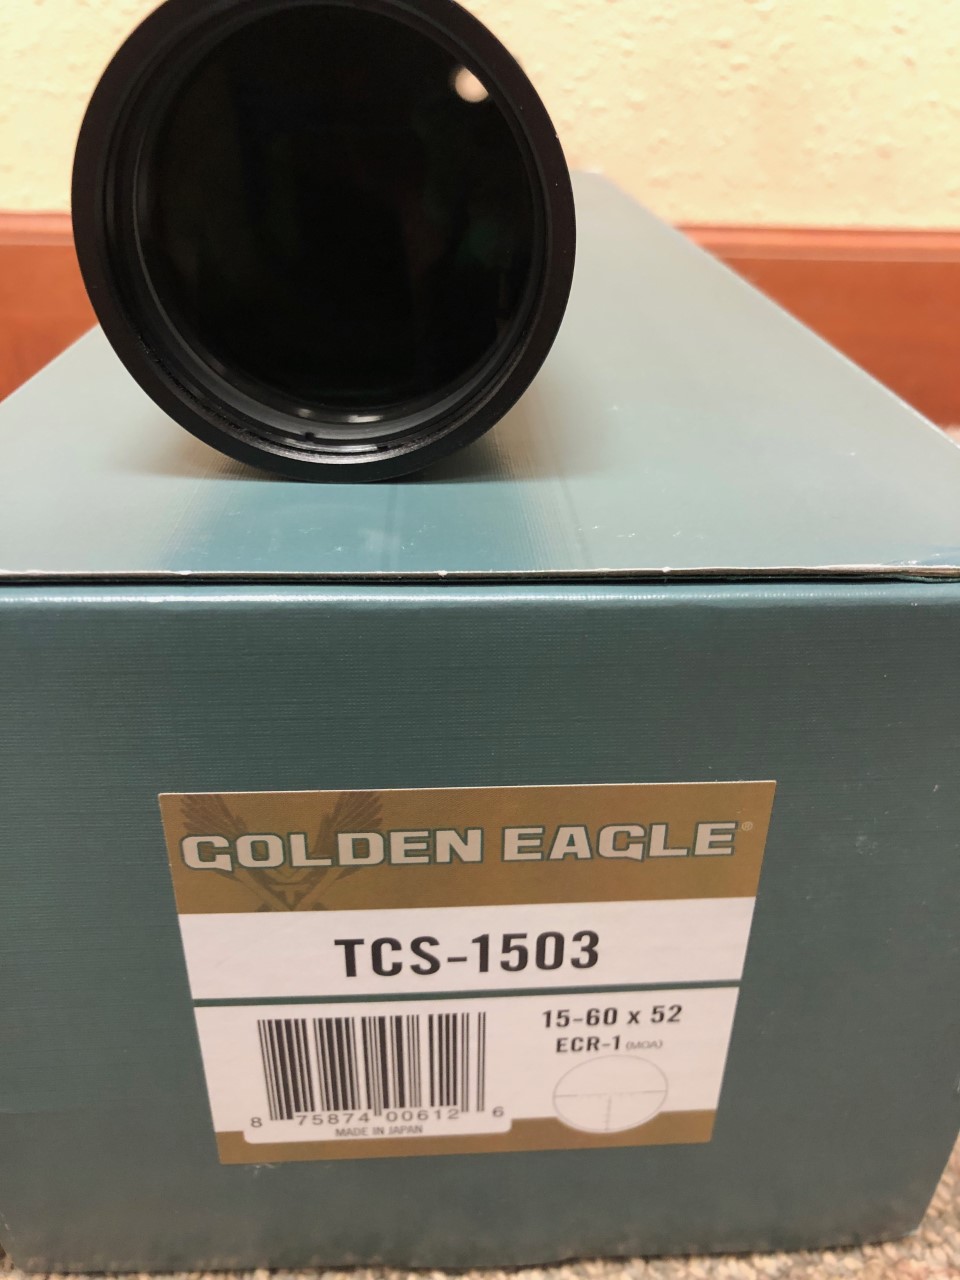 GOLDEN EAGLE®
TCS-1503
15-60 x 52
ECR-1 (MOA)
8 75874 00612 6
MADE IN JAPAN